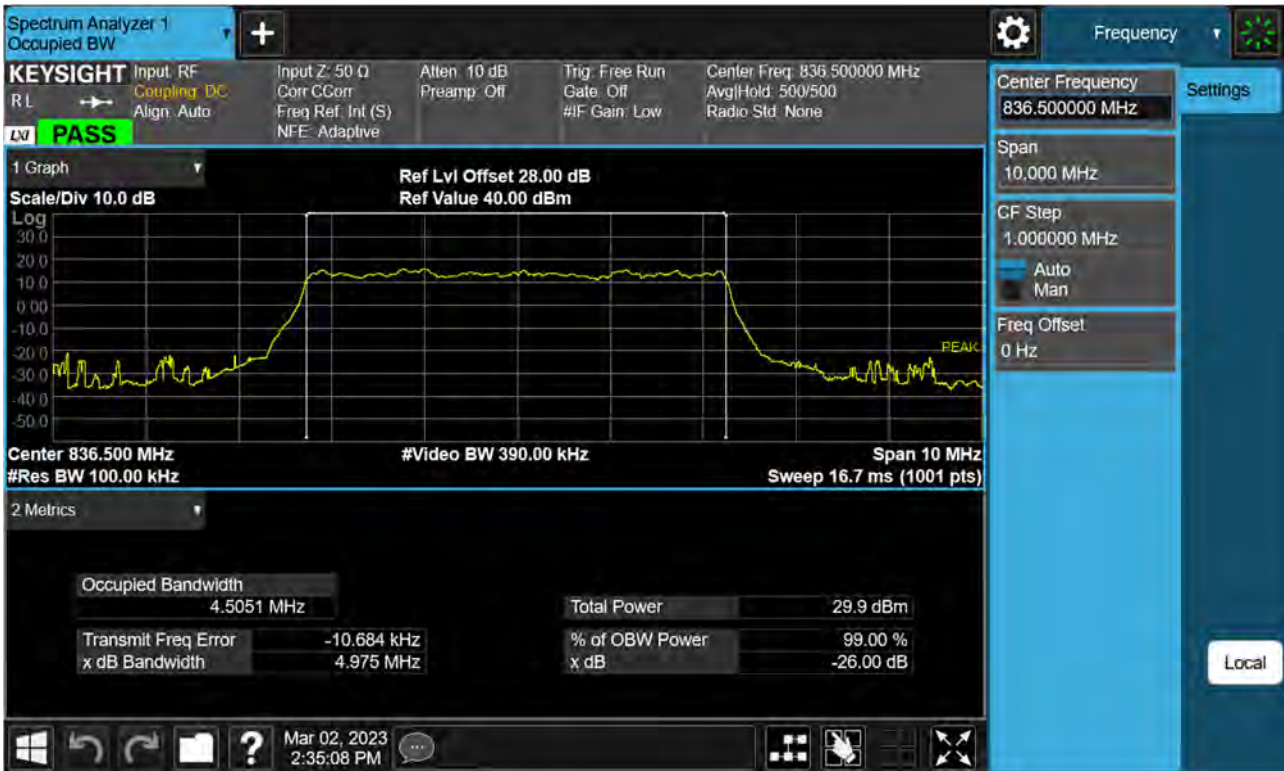 Spectrum Analyzer 1
Occupied BW
+
Frequency
KEYSIGHT
RL
LXI
PASS
Input: RF
Coupling: DC
Align: Auto
Input Z: 50 Ω
Corr CCorr
Freq Ref: Int (S)
NFE: Adaptive
Atten: 10 dB
Preamp: Off
Trig: Free Run
Gate: Off
#IF Gain: Low
Center Freq: 836.500000 MHz
Avg|Hold: 500/500
Radio Std: None
Center Frequency
836.500000 MHz
Settings
Span
10.000 MHz
CF Step
1.000000 MHz
Auto
Man
Freq Offset
0 Hz
1 Graph
Scale/Div 10.0 dB
Ref Lvl Offset 28.00 dB
Ref Value 40.00 dBm
Log
30.0
20.0
10.0
0.00
-10.0
-20.0
-30.0
-40.0
-50.0
PEAK
Center 836.500 MHz
#Video BW 390.00 kHz
Span 10 MHz
#Res BW 100.00 kHz
Sweep 16.7 ms (1001 pts)
2 Metrics
Occupied Bandwidth
4.5051 MHz
Total Power 29.9 dBm
Transmit Freq Error -10.684 kHz
% of OBW Power 99.00 %
x dB Bandwidth 4.975 MHz
x dB -26.00 dB
Local
?
Mar 02, 2023
2:35:08 PM